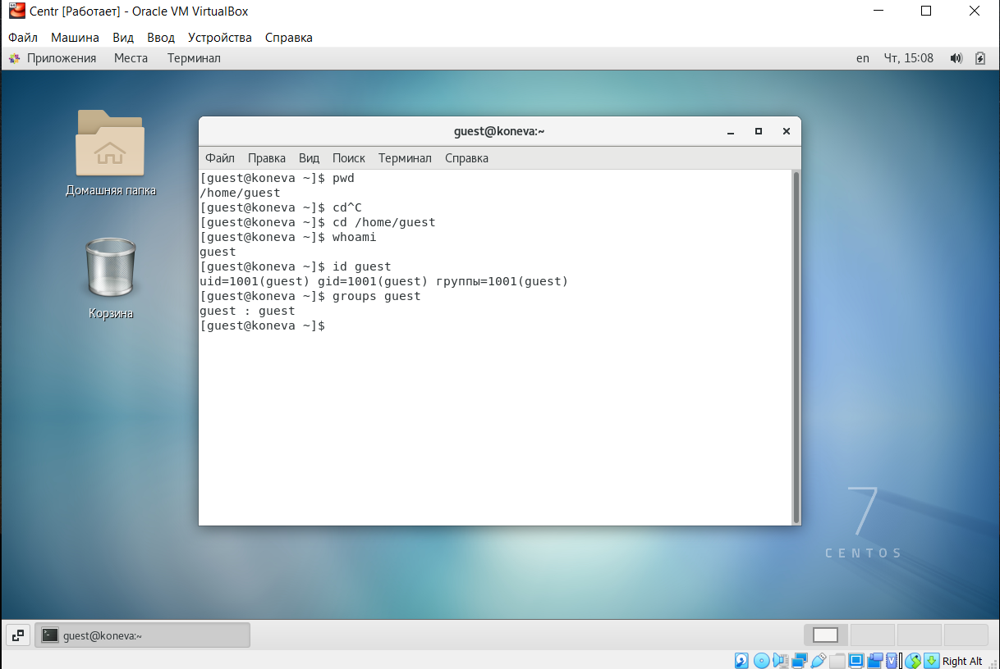 Centr [Работает] - Oracle VM VirtualBox
Файл Машина Вид Ввод Устройства Справка
Приложения Места Терминал en Чт, 15:08
guest@koneva:~
Файл Правка Вид Поиск Терминал Справка
[guest@koneva ~]$ pwd
/home/guest
[guest@koneva ~]$ cd^C
[guest@koneva ~]$ cd /home/guest
[guest@koneva ~]$ whoami
guest
[guest@koneva ~]$ id guest
uid=1001(guest) gid=1001(guest) группы=1001(guest)
[guest@koneva ~]$ groups guest
guest : guest
[guest@koneva ~]$
Домашняя папка
Корзина
7
CENTOS
guest@koneva:~
Right Alt